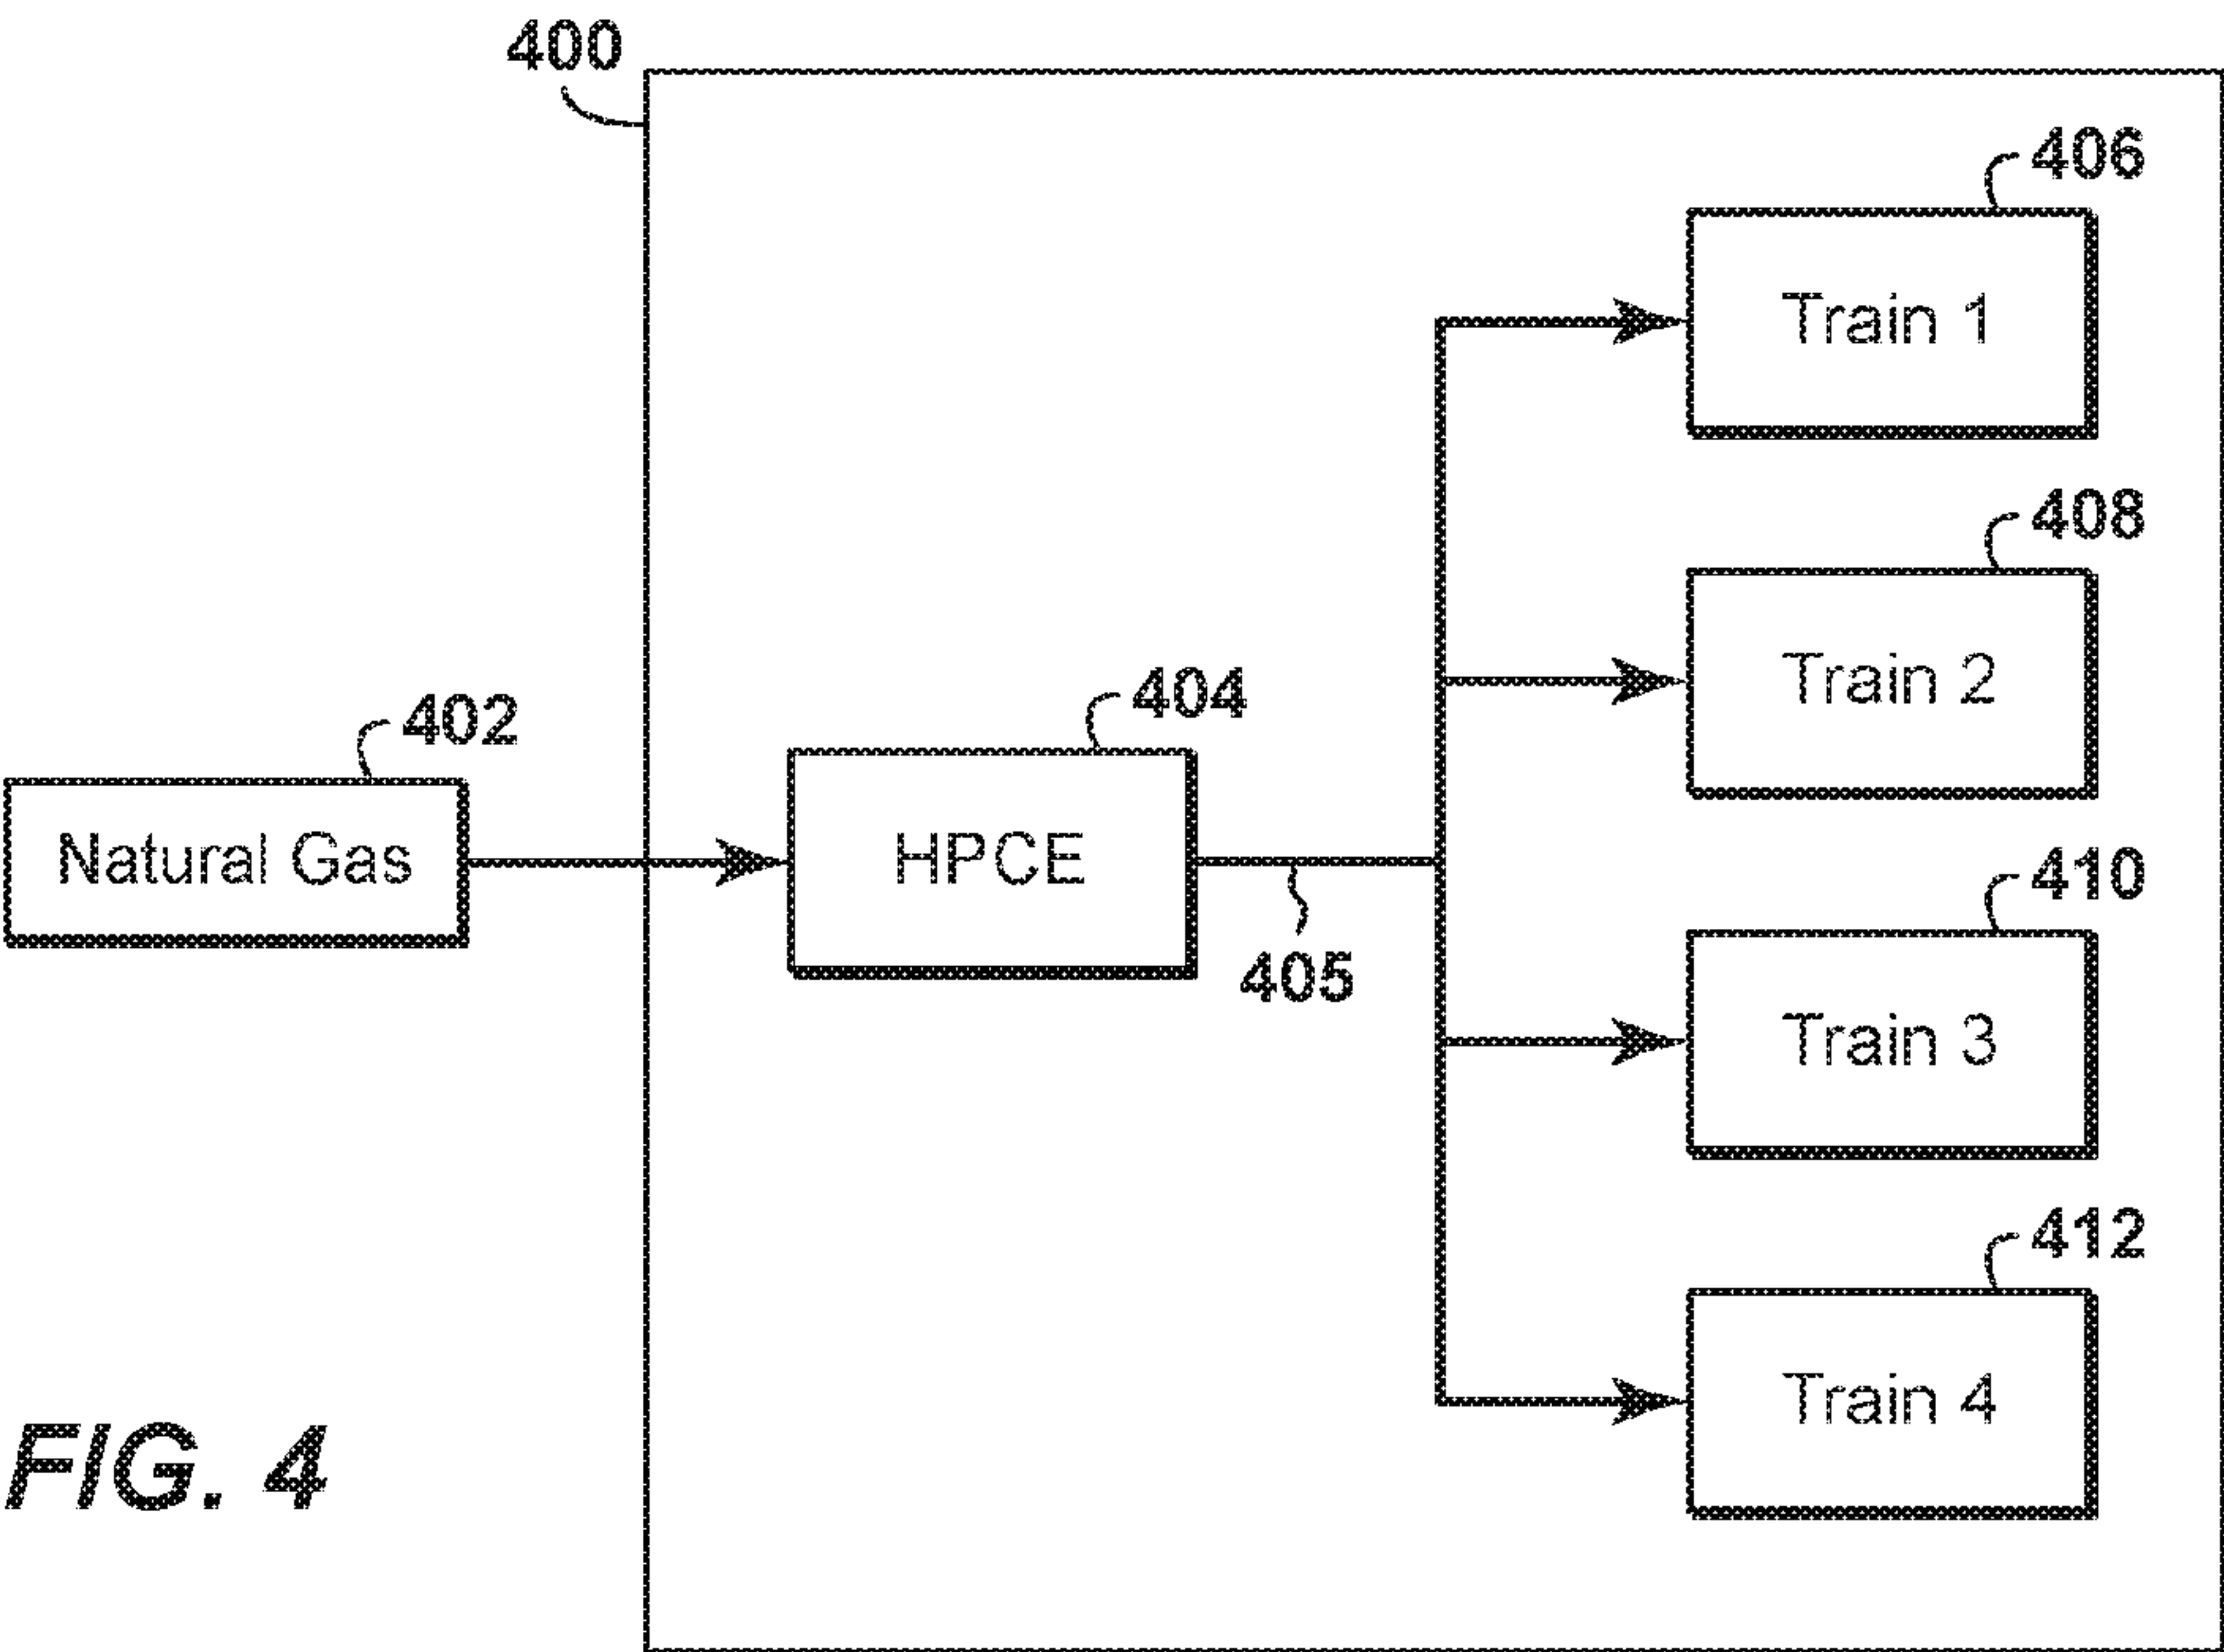 400
406
Train 1
408
Train 2
402
404
Natural Gas
HPCE
405
410
Train 3
412
Train 4
FIG. 4